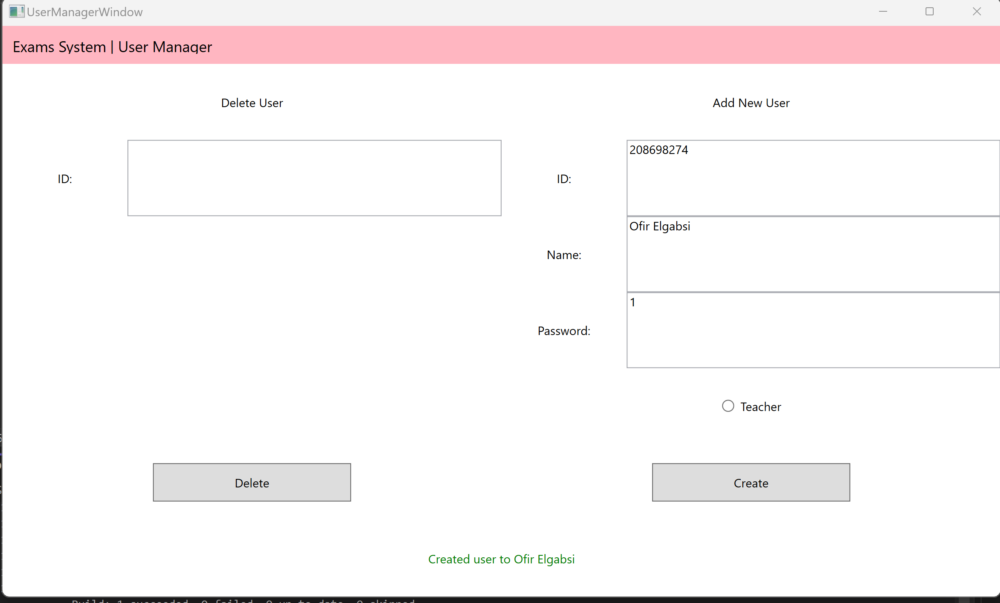 UserManagerWindow
Exams System | User Manager
Delete User
Add New User
ID:
ID:
208698274
Name:
Ofir Elgabsi
Password:
1
Teacher
Delete
Create
Created user to Ofir Elgabsi
Build: 1 succeeded, 0 failed, 0 up to date, 0 skipped